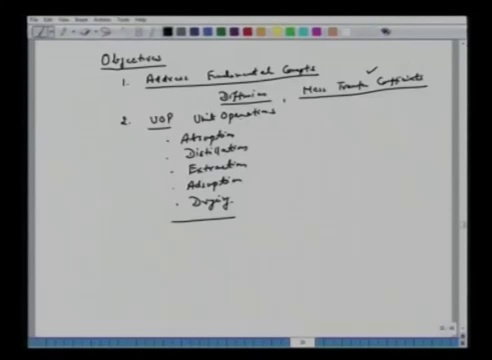 Objectives
1. Address Fundamental Concepts
Diffusion, Mass Transfer Coefficients
2. UOP Unit Operations
. Absorption
. Distillation
. Extraction
. Adsorption
. Drying.